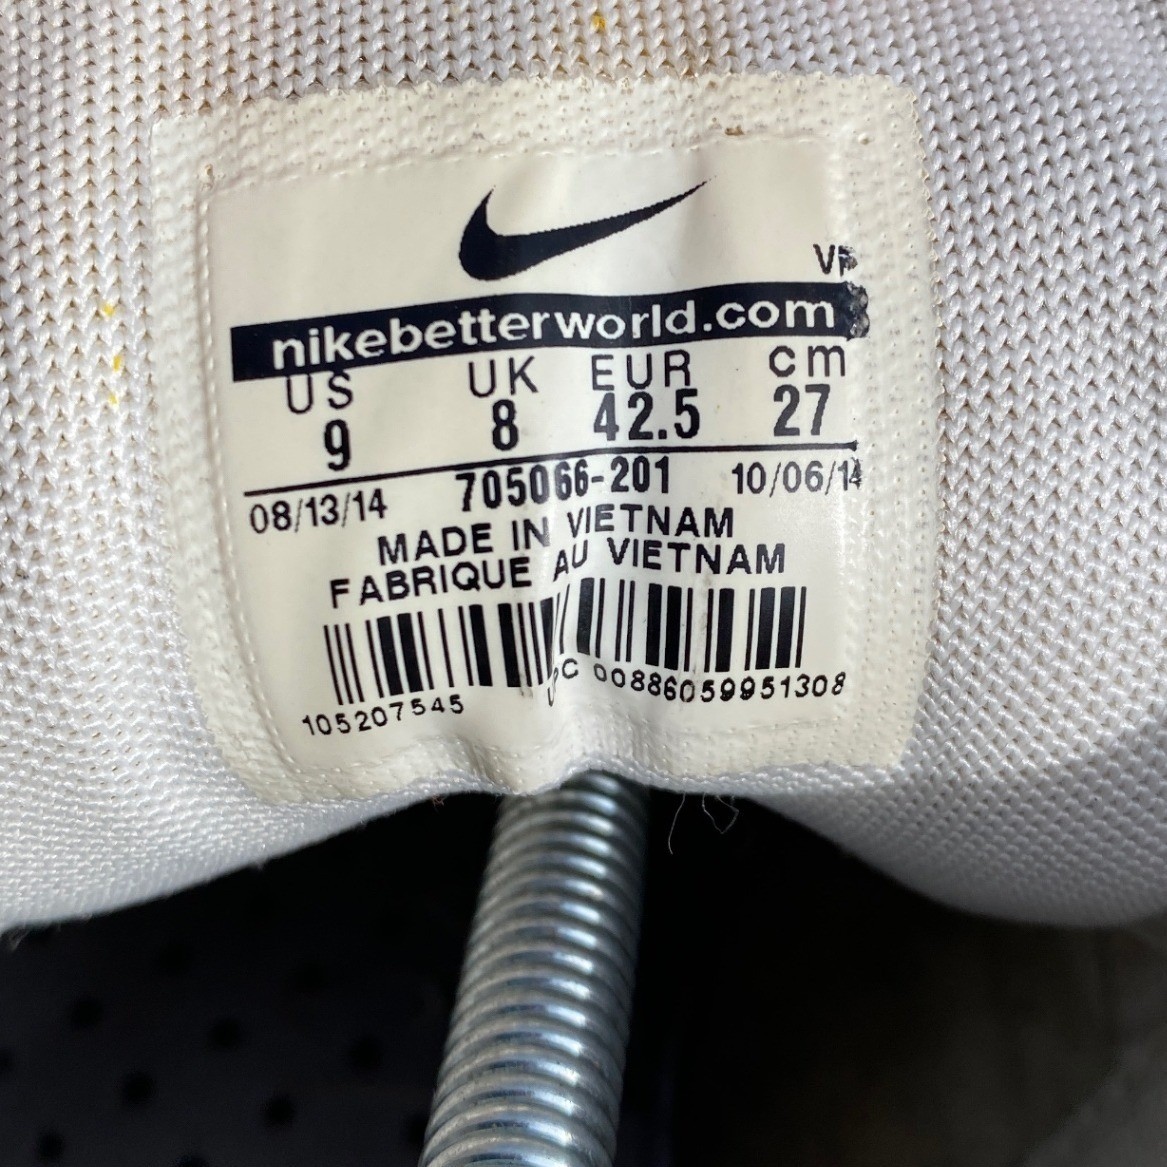 nikebetterworld.com
US UK EUR cm
9 8 42.5 27
08/13/14 705066-201 10/06/14
MADE IN VIETNAM
FABRIQUE AU VIETNAM
105207545 UPC 00886059951308